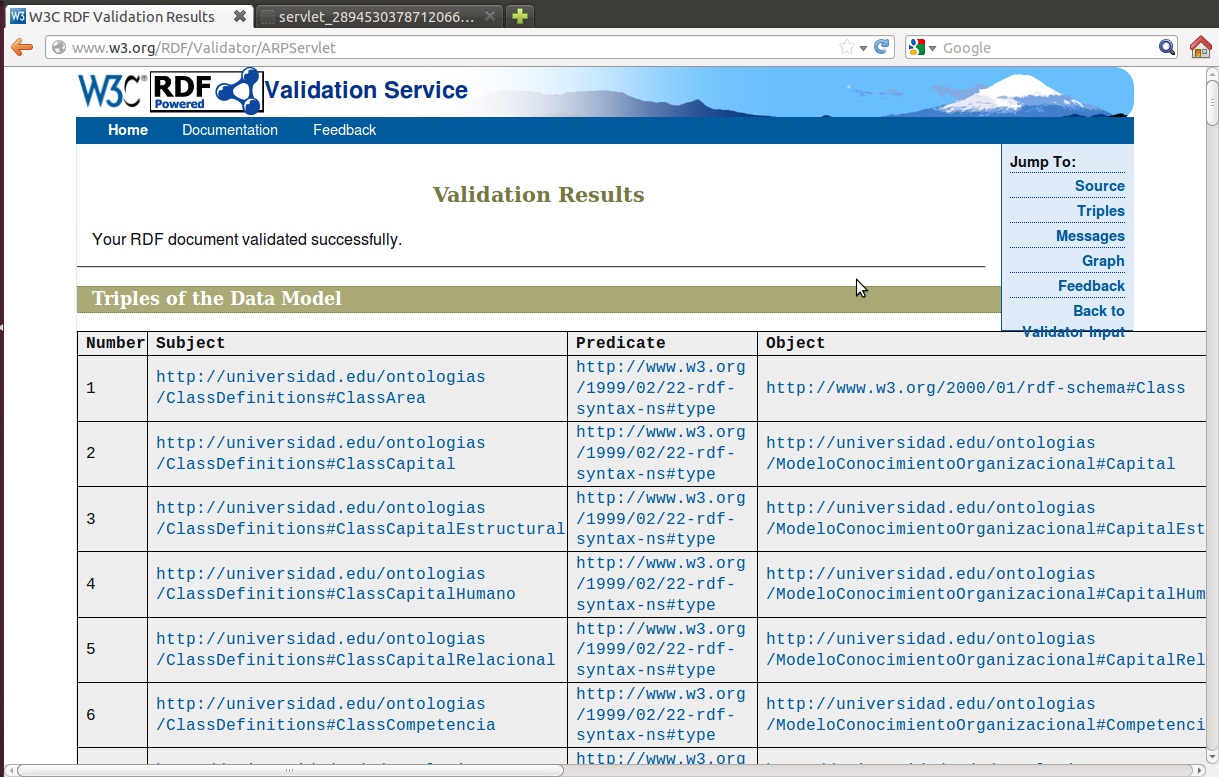 W3C RDF Validation Results
servlet_2894530378712066...
www.w3.org/RDF/Validator/ARPServlet
Google
W3C® RDF Powered Validation Service
Home Documentation Feedback
Jump To:
Source
Triples
Messages
Graph
Feedback
Back to
Validator Input
Validation Results
Your RDF document validated successfully.
Triples of the Data Model
Number Subject Predicate Object
1 http://universidad.edu/ontologias/ClassDefinitions#ClassArea http://www.w3.org/1999/02/22-rdf-syntax-ns#type http://www.w3.org/2000/01/rdf-schema#Class
2 http://universidad.edu/ontologias/ClassDefinitions#ClassCapital http://www.w3.org/1999/02/22-rdf-syntax-ns#type http://universidad.edu/ontologias/ModeloConocimientoOrganizacional#Capital
3 http://universidad.edu/ontologias/ClassDefinitions#ClassCapitalEstructural http://www.w3.org/1999/02/22-rdf-syntax-ns#type http://universidad.edu/ontologias/ModeloConocimientoOrganizacional#CapitalEst
4 http://universidad.edu/ontologias/ClassDefinitions#ClassCapitalHumano http://www.w3.org/1999/02/22-rdf-syntax-ns#type http://universidad.edu/ontologias/ModeloConocimientoOrganizacional#CapitalHum
5 http://universidad.edu/ontologias/ClassDefinitions#ClassCapitalRelacional http://www.w3.org/1999/02/22-rdf-syntax-ns#type http://universidad.edu/ontologias/ModeloConocimientoOrganizacional#CapitalRel
6 http://universidad.edu/ontologias/ClassDefinitions#ClassCompetencia http://www.w3.org/1999/02/22-rdf-syntax-ns#type http://universidad.edu/ontologias/ModeloConocimientoOrganizacional#Competenci
http://www.w3.org